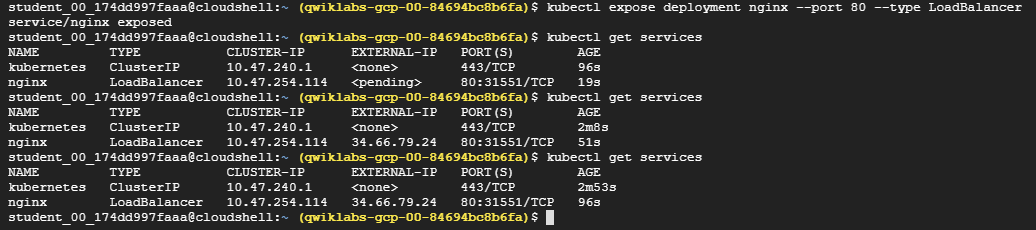 student_00_174dd997faaa@cloudshell:~ (qwiklabs-gcp-00-84694bc8b6fa)$ kubectl expose deployment nginx --port 80 --type LoadBalancer
service/nginx exposed
student_00_174dd997faaa@cloudshell:~ (qwiklabs-gcp-00-84694bc8b6fa)$ kubectl get services
NAME         TYPE           CLUSTER-IP      EXTERNAL-IP   PORT(S)        AGE
kubernetes   ClusterIP      10.47.240.1     <none>        443/TCP        96s
nginx        LoadBalancer   10.47.254.114   <pending>     80:31551/TCP   19s
student_00_174dd997faaa@cloudshell:~ (qwiklabs-gcp-00-84694bc8b6fa)$ kubectl get services
NAME         TYPE           CLUSTER-IP      EXTERNAL-IP   PORT(S)        AGE
kubernetes   ClusterIP      10.47.240.1     <none>        443/TCP        2m8s
nginx        LoadBalancer   10.47.254.114   34.66.79.24   80:31551/TCP   51s
student_00_174dd997faaa@cloudshell:~ (qwiklabs-gcp-00-84694bc8b6fa)$ kubectl get services
NAME         TYPE           CLUSTER-IP      EXTERNAL-IP   PORT(S)        AGE
kubernetes   ClusterIP      10.47.240.1     <none>        443/TCP        2m53s
nginx        LoadBalancer   10.47.254.114   34.66.79.24   80:31551/TCP   96s
student_00_174dd997faaa@cloudshell:~ (qwiklabs-gcp-00-84694bc8b6fa)$